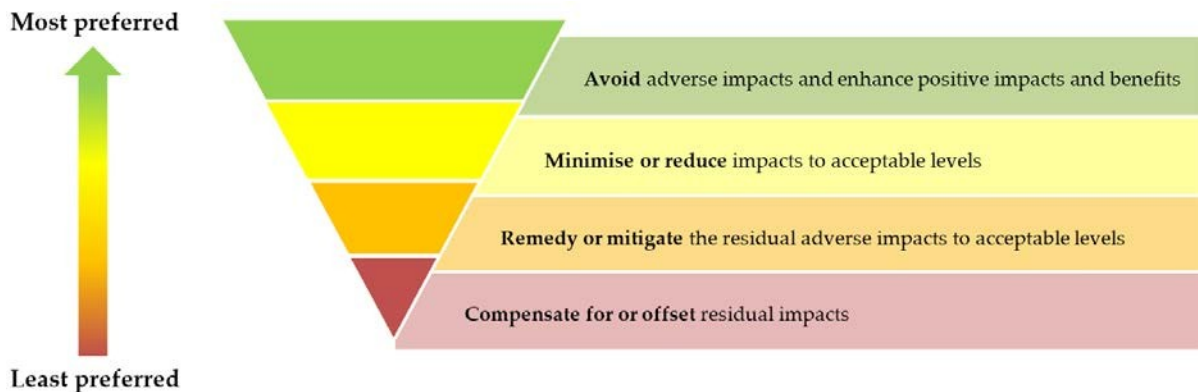 Most preferred
Avoid adverse impacts and enhance positive impacts and benefits
Minimise or reduce impacts to acceptable levels
Remedy or mitigate the residual adverse impacts to acceptable levels
Compensate for or offset residual impacts
Least preferred